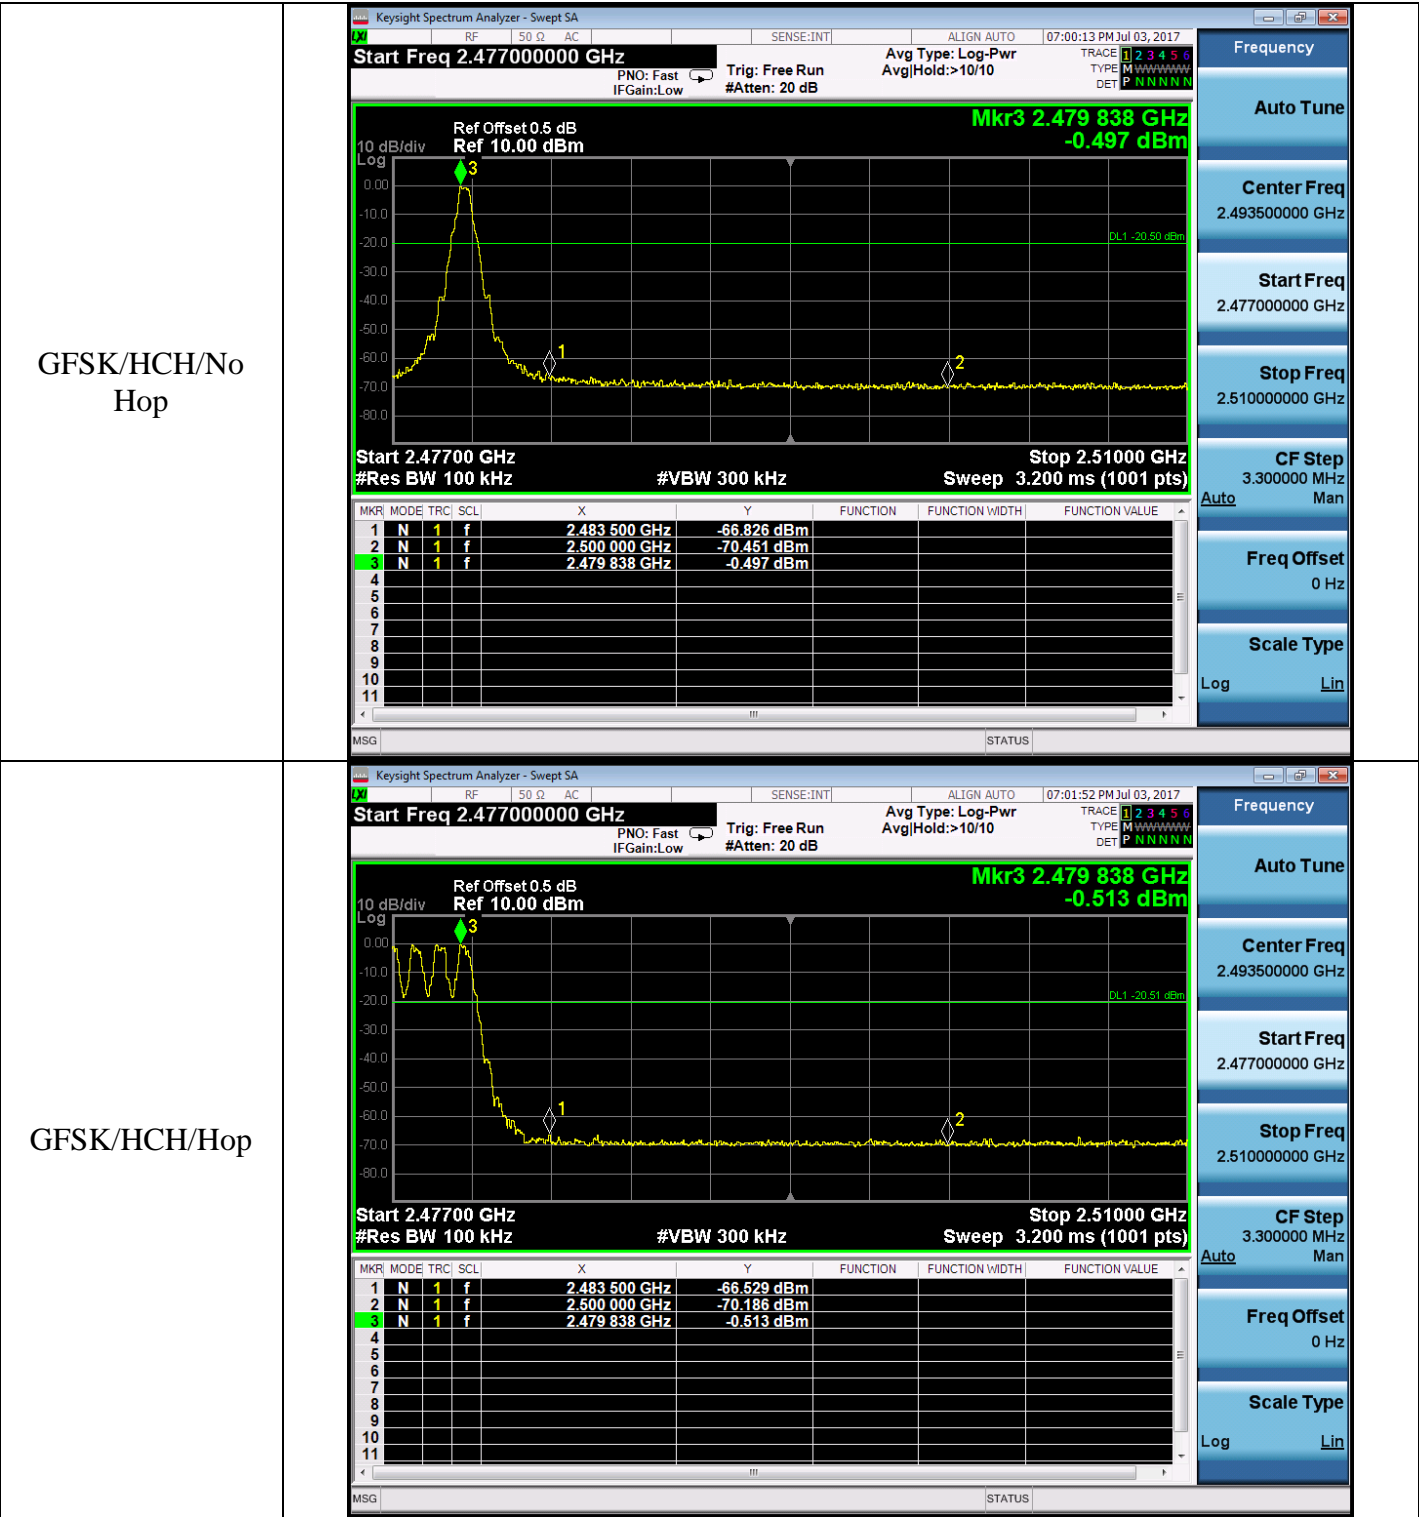 GFSK/HCH/No
Hop
Keysight Spectrum Analyzer - Swept SA
LXI RF 50 Ω AC SENSE:INT ALIGN AUTO 07:00:13 PM Jul 03, 2017
Start Freq 2.477000000 GHz
PNO: Fast
IFGain:Low
Trig: Free Run
#Atten: 20 dB
Avg Type: Log-Pwr
Avg|Hold:>10/10
TRACE 1 2 3 4 5 6
TYPE M WWWWW
DET P N N N N N
Mkr3 2.479 838 GHz
-0.497 dBm
Ref Offset 0.5 dB
10 dB/div Ref 10.00 dBm
Log
0.00
-10.0
-20.0
-30.0
-40.0
-50.0
-60.0
-70.0
-80.0
3
1
2
DL1 -20.50 dBm
Start 2.47700 GHz Stop 2.51000 GHz
#Res BW 100 kHz #VBW 300 kHz Sweep 3.200 ms (1001 pts)
MKR MODE TRC SCL X Y FUNCTION FUNCTION WIDTH FUNCTION VALUE
1 N 1 f 2.483 500 GHz -66.826 dBm
2 N 1 f 2.500 000 GHz -70.451 dBm
3 N 1 f 2.479 838 GHz -0.497 dBm
4
5
6
7
8
9
10
11
MSG STATUS
Frequency
Auto Tune
Center Freq
2.493500000 GHz
Start Freq
2.477000000 GHz
Stop Freq
2.510000000 GHz
CF Step
3.300000 MHz
Auto Man
Freq Offset
0 Hz
Scale Type
Log Lin
GFSK/HCH/Hop
Keysight Spectrum Analyzer - Swept SA
LXI RF 50 Ω AC SENSE:INT ALIGN AUTO 07:01:52 PM Jul 03, 2017
Start Freq 2.477000000 GHz
PNO: Fast
IFGain:Low
Trig: Free Run
#Atten: 20 dB
Avg Type: Log-Pwr
Avg|Hold:>10/10
TRACE 1 2 3 4 5 6
TYPE M WWWWW
DET P N N N N N
Mkr3 2.479 838 GHz
-0.513 dBm
Ref Offset 0.5 dB
10 dB/div Ref 10.00 dBm
Log
0.00
-10.0
-20.0
-30.0
-40.0
-50.0
-60.0
-70.0
-80.0
3
1
2
DL1 -20.51 dBm
Start 2.47700 GHz Stop 2.51000 GHz
#Res BW 100 kHz #VBW 300 kHz Sweep 3.200 ms (1001 pts)
MKR MODE TRC SCL X Y FUNCTION FUNCTION WIDTH FUNCTION VALUE
1 N 1 f 2.483 500 GHz -66.529 dBm
2 N 1 f 2.500 000 GHz -70.186 dBm
3 N 1 f 2.479 838 GHz -0.513 dBm
4
5
6
7
8
9
10
11
MSG STATUS
Frequency
Auto Tune
Center Freq
2.493500000 GHz
Start Freq
2.477000000 GHz
Stop Freq
2.510000000 GHz
CF Step
3.300000 MHz
Auto Man
Freq Offset
0 Hz
Scale Type
Log Lin